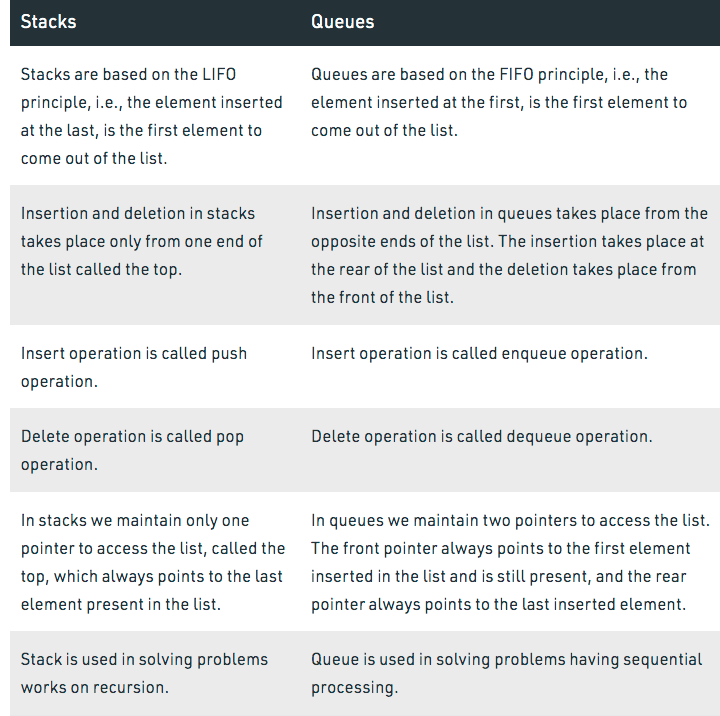 Stacks
Queues
Stacks are based on the LIFO
principle, i.e., the element inserted
at the last, is the first element to
come out of the list.
Queues are based on the FIFO principle, i.e., the
element inserted at the first, is the first element to
come out of the list.
Insertion and deletion in stacks
takes place only from one end of
the list called the top.
Insertion and deletion in queues takes place from the
opposite ends of the list. The insertion takes place at
the rear of the list and the deletion takes place from
the front of the list.
Insert operation is called push
operation.
Insert operation is called enqueue operation.
Delete operation is called pop
operation.
Delete operation is called dequeue operation.
In stacks we maintain only one
pointer to access the list, called the
top, which always points to the last
element present in the list.
In queues we maintain two pointers to access the list.
The front pointer always points to the first element
inserted in the list and is still present, and the rear
pointer always points to the last inserted element.
Stack is used in solving problems
works on recursion.
Queue is used in solving problems having sequential
processing.